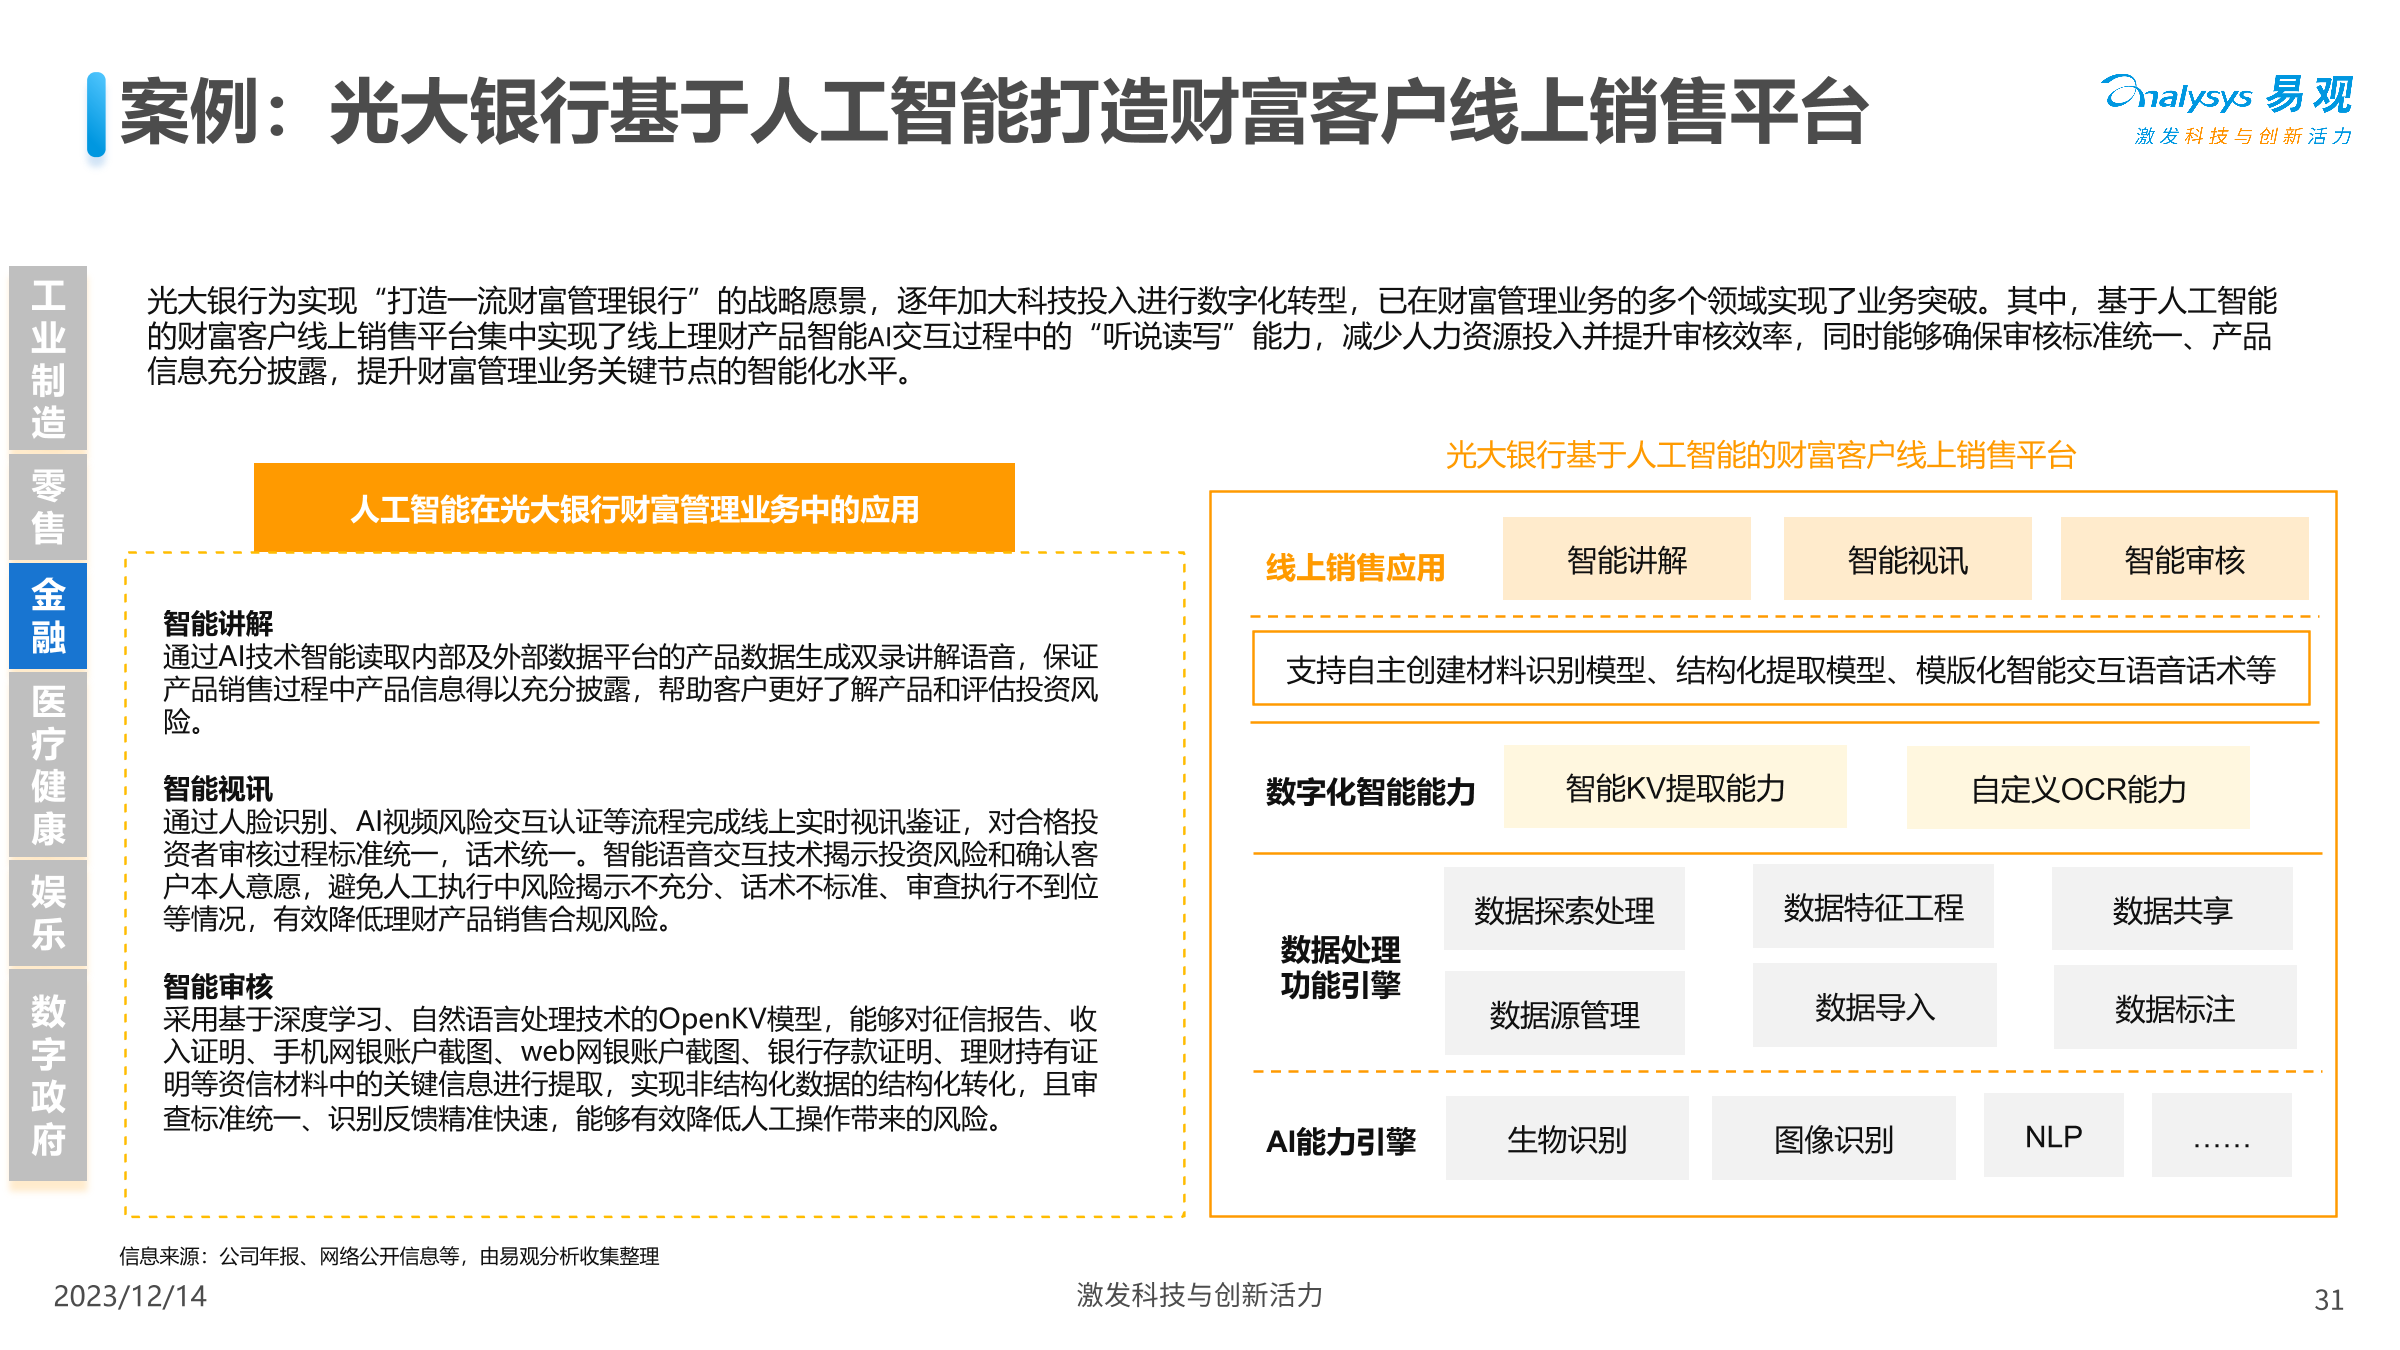 案例：光大银行基于人工智能打造财富客户线上销售平台
analysys 易观
激发科技与创新活力
光大银行为实现“打造一流财富管理银行”的战略愿景，逐年加大科技投入进行数字化转型，已在财富管理业务的多个领域实现了业务突破。其中，基于人工智能
的财富客户线上销售平台集中实现了线上理财产品智能AI交互过程中的“听说读写”能力，减少人力资源投入并提升审核效率，同时能够确保审核标准统一、产品
信息充分披露，提升财富管理业务关键节点的智能化水平。
工业制造
零售
金融
医疗健康
娱乐
数字政府
人工智能在光大银行财富管理业务中的应用
智能讲解
通过AI技术智能读取内部及外部数据平台的产品数据生成双录讲解语音，保证
产品销售过程中产品信息得以充分披露，帮助客户更好了解产品和评估投资风
险。
智能视讯
通过人脸识别、AI视频风险交互认证等流程完成线上实时视讯鉴证，对合格投
资者审核过程标准统一，话术统一。智能语音交互技术揭示投资风险和确认客
户本人意愿，避免人工执行中风险揭示不充分、话术不标准、审查执行不到位
等情况，有效降低理财产品销售合规风险。
智能审核
采用基于深度学习、自然语言处理技术的OpenKV模型，能够对征信报告、收
入证明、手机网银账户截图、web网银账户截图、银行存款证明、理财持有证
明等资信材料中的关键信息进行提取，实现非结构化数据的结构化转化，且审
查标准统一、识别反馈精准快速，能够有效降低人工操作带来的风险。
光大银行基于人工智能的财富客户线上销售平台
线上销售应用
智能讲解
智能视讯
智能审核
支持自主创建材料识别模型、结构化提取模型、模版化智能交互语音话术等
数字化智能能力
智能KV提取能力
自定义OCR能力
数据处理
功能引擎
数据探索处理
数据特征工程
数据共享
数据源管理
数据导入
数据标注
AI能力引擎
生物识别
图像识别
NLP
……
信息来源：公司年报、网络公开信息等，由易观分析收集整理
2023/12/14
激发科技与创新活力
31